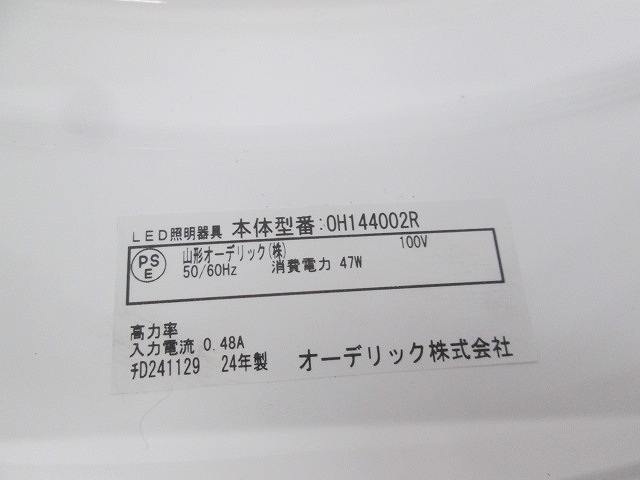 LED照明器具 本体型番:OH144002R
PSE 山形オーデリック(株) 100V
50/60Hz 消費電力 47W
高力率
入力電流 0.48A
ﾁD241129 24年製 オーデリック株式会社